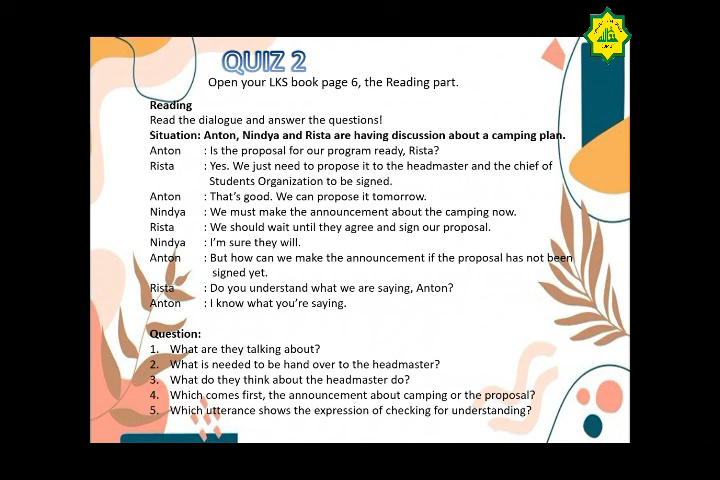 QUIZ 2
Open your LKS book page 6, the Reading part.
Reading
Read the dialogue and answer the questions!
Situation: Anton, Nindya and Rista are having discussion about a camping plan.
Anton : Is the proposal for our program ready, Rista?
Rista : Yes. We just need to propose it to the headmaster and the chief of
Students Organization to be signed.
Anton : That's good. We can propose it tomorrow.
Nindya : We must make the announcement about the camping now.
Rista : We should wait until they agree and sign our proposal.
Nindya : I'm sure they will.
Anton : But how can we make the announcement if the proposal has not been
signed yet.
Rista : Do you understand what we are saying, Anton?
Anton : I know what you're saying.
Question:
1. What are they talking about?
2. What is needed to be hand over to the headmaster?
3. What do they think about the headmaster do?
4. Which comes first, the announcement about camping or the proposal?
5. Which utterance shows the expression of checking for understanding?